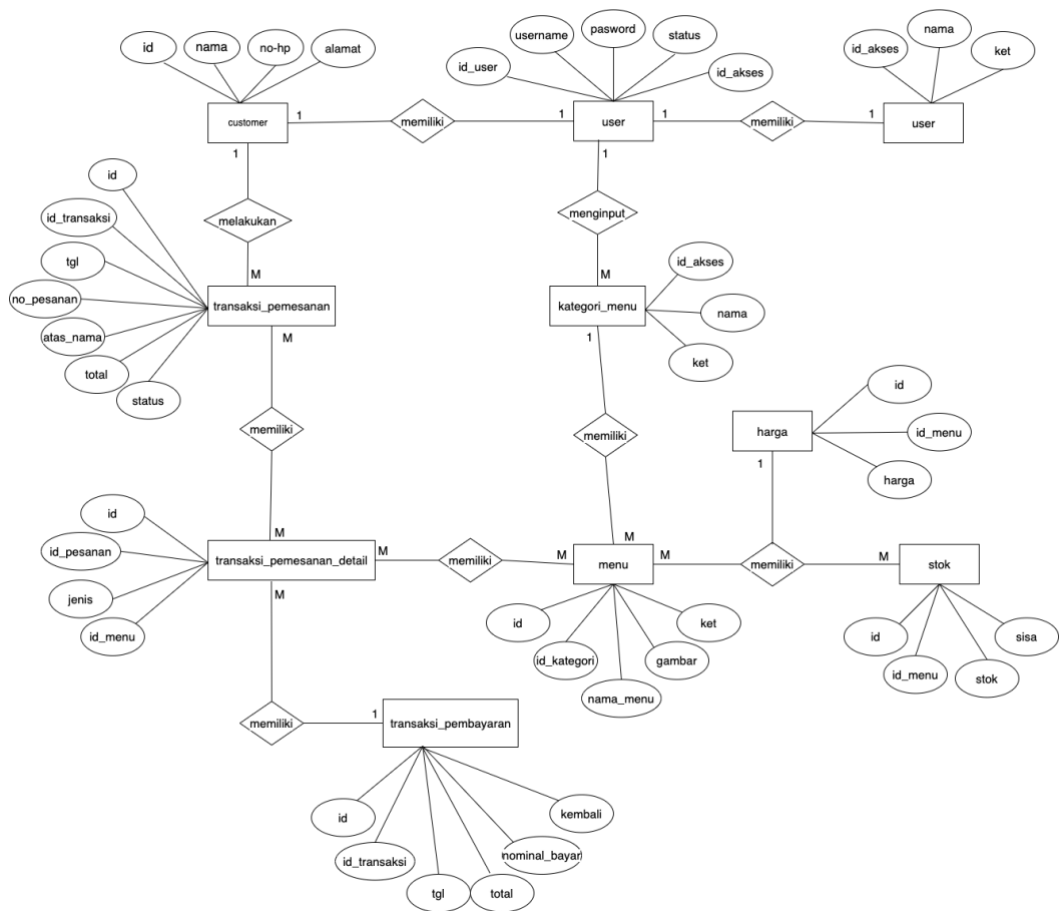 id
nama
no-hp
alamat
id_user
username
pasword
status
id_akses
id_akses
nama
ket
customer
1
memiliki
1
user
1
memiliki
1
user
1
1
melakukan
menginput
M
M
id
id_transaksi
tgl
no_pesanan
atas_nama
total
status
transaksi_pemesanan
M
kategori_menu
1
id_akses
nama
ket
memiliki
memiliki
harga
1
id
id_menu
harga
M
M
id
id_pesanan
jenis
id_menu
transaksi_pemesanan_detail
M
M
memiliki
M
menu
M
memiliki
M
stok
id
id_kategori
nama_menu
gambar
ket
id
id_menu
stok
sisa
memiliki
1
transaksi_pembayaran
id
id_transaksi
tgl
total
nominal_bayar
kembali